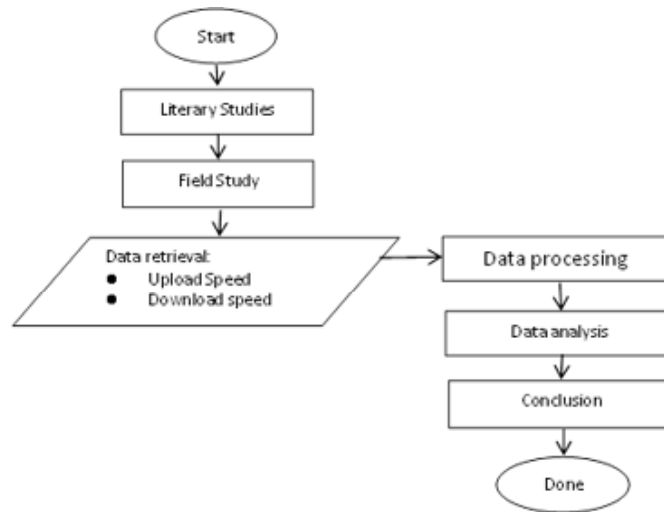 Start
Literary Studies
Field Study
Data retrieval:
● Upload Speed
● Download speed
Data processing
Data analysis
Conclusion
Done